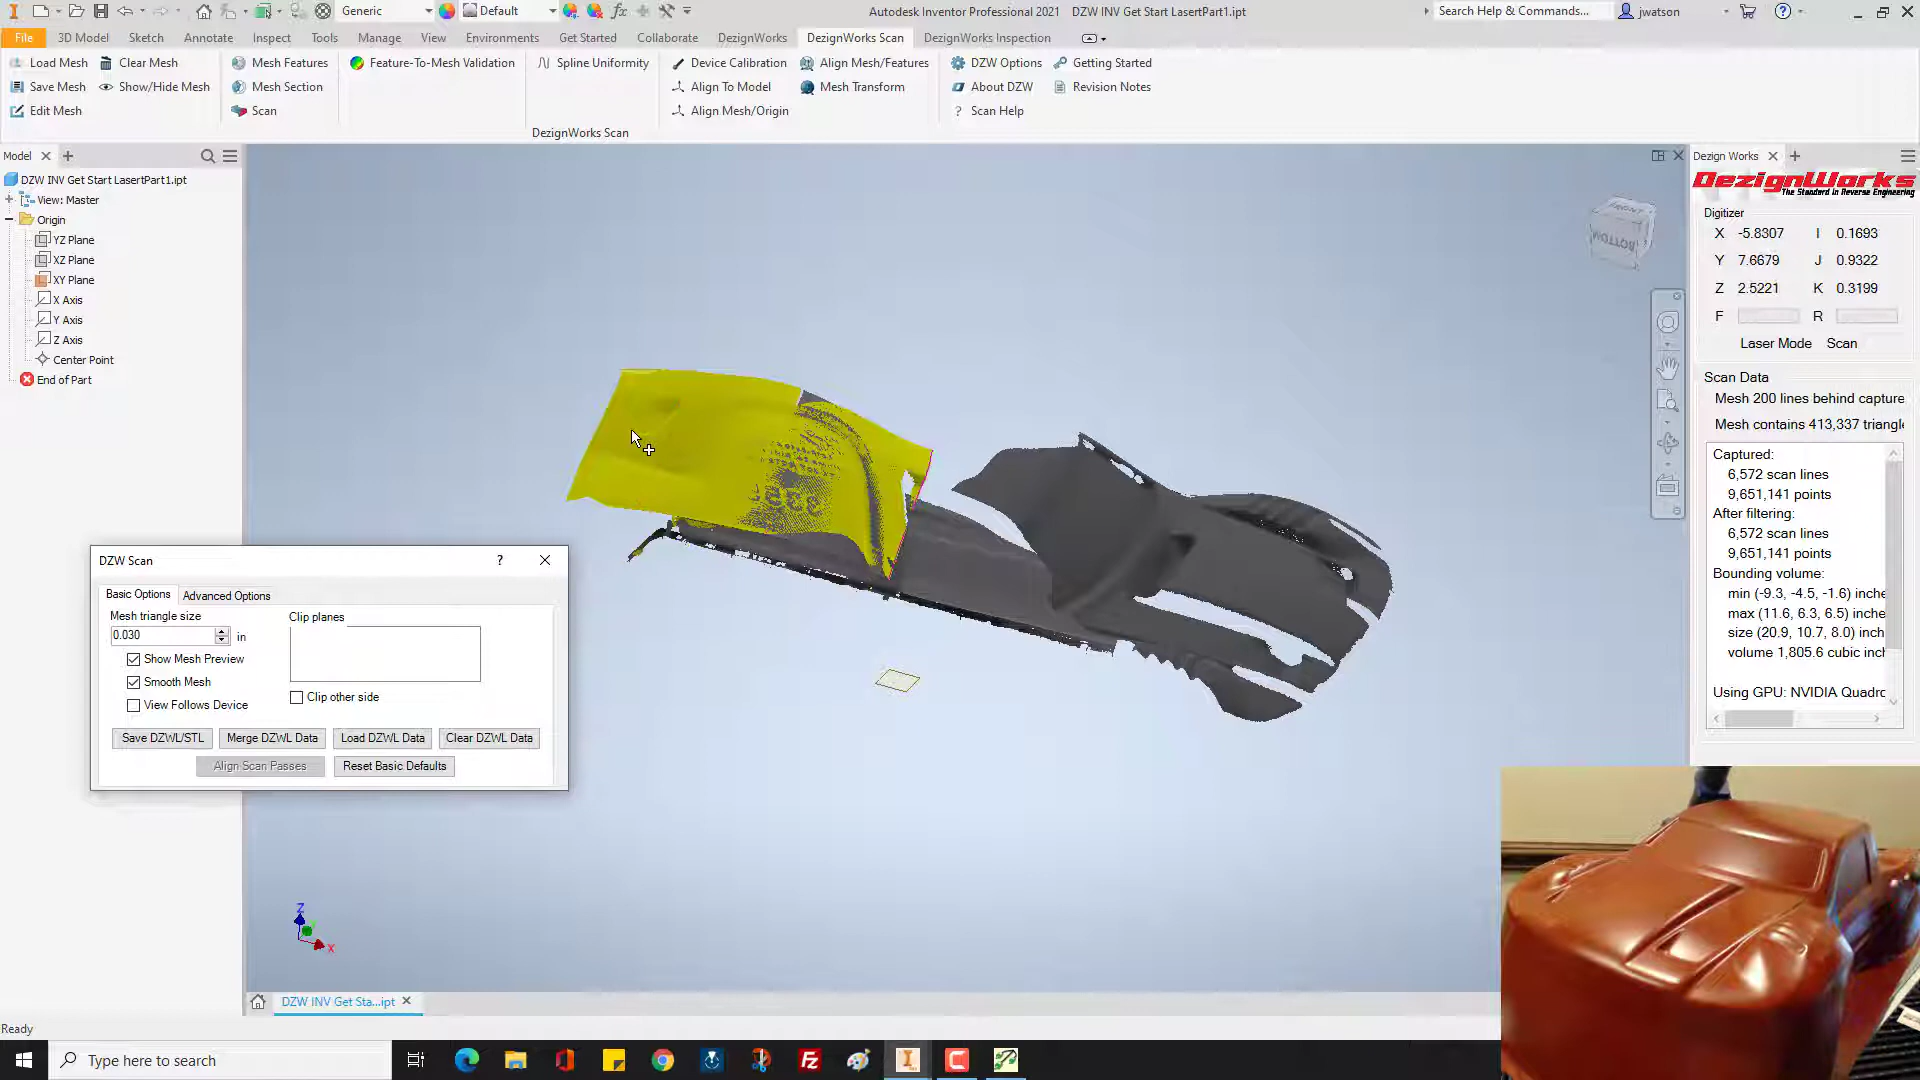 Generic
Default
Autodesk Inventor Professional 2021 DZW INV Get Start LasertPart1.ipt
Search Help & Commands...
jwatson
File 3D Model Sketch Annotate Inspect Tools Manage View Environments Get Started Collaborate DezignWorks DezignWorks Scan DezignWorks Inspection
Load Mesh Clear Mesh Mesh Features Feature-To-Mesh Validation Spline Uniformity Device Calibration Align Mesh/Features DZW Options Getting Started
Save Mesh Show/Hide Mesh Mesh Section Align To Model Mesh Transform About DZW Revision Notes
Edit Mesh Scan Align Mesh/Origin Scan Help
DezignWorks Scan
Model
DZW INV Get Start LasertPart1.ipt
View: Master
Origin
YZ Plane
XZ Plane
XY Plane
X Axis
Y Axis
Z Axis
Center Point
End of Part
FRONT
BOTTOM
Dezign Works
DezignWorks
The Standard in Reverse Engineering
Digitizer
X -5.8307 I 0.1693
Y 7.6679 J 0.9322
Z 2.5221 K 0.3199
F R
Laser Mode Scan
Scan Data
Mesh 200 lines behind capture
Mesh contains 413,337 triangle
Captured:
6,572 scan lines
9,651,141 points
After filtering:
6,572 scan lines
9,651,141 points
Bounding volume:
min (-9.3, -4.5, -1.6) inche
max (11.6, 6.3, 6.5) inche
size (20.9, 10.7, 8.0) inch
volume 1,805.6 cubic inch
Using GPU: NVIDIA Quadro
DZW Scan
Basic Options Advanced Options
Mesh triangle size
0.030 in
Show Mesh Preview
Smooth Mesh
View Follows Device
Clip planes
Clip other side
Save DZWL/STL Merge DZWL Data Load DZWL Data Clear DZWL Data
Align Scan Passes Reset Basic Defaults
Z
X
DZW INV Get Sta...ipt
Ready
Type here to search